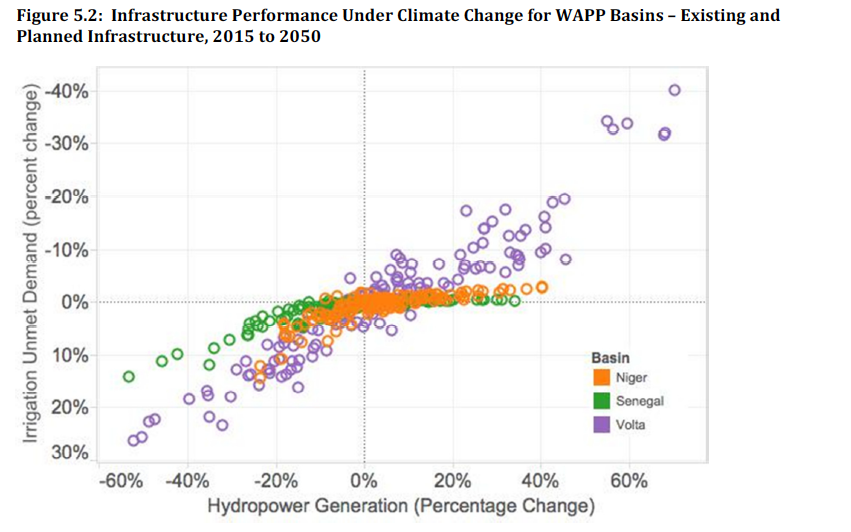 Figure 5.2: Infrastructure Performance Under Climate Change for WAPP Basins – Existing and
Planned Infrastructure, 2015 to 2050
Irrigation Unmet Demand (percent change)
-40%
-30%
-20%
-10%
0%
10%
20%
30%
Basin
Niger
Senegal
Volta
-60%
-40%
-20%
0%
20%
40%
60%
Hydropower Generation (Percentage Change)